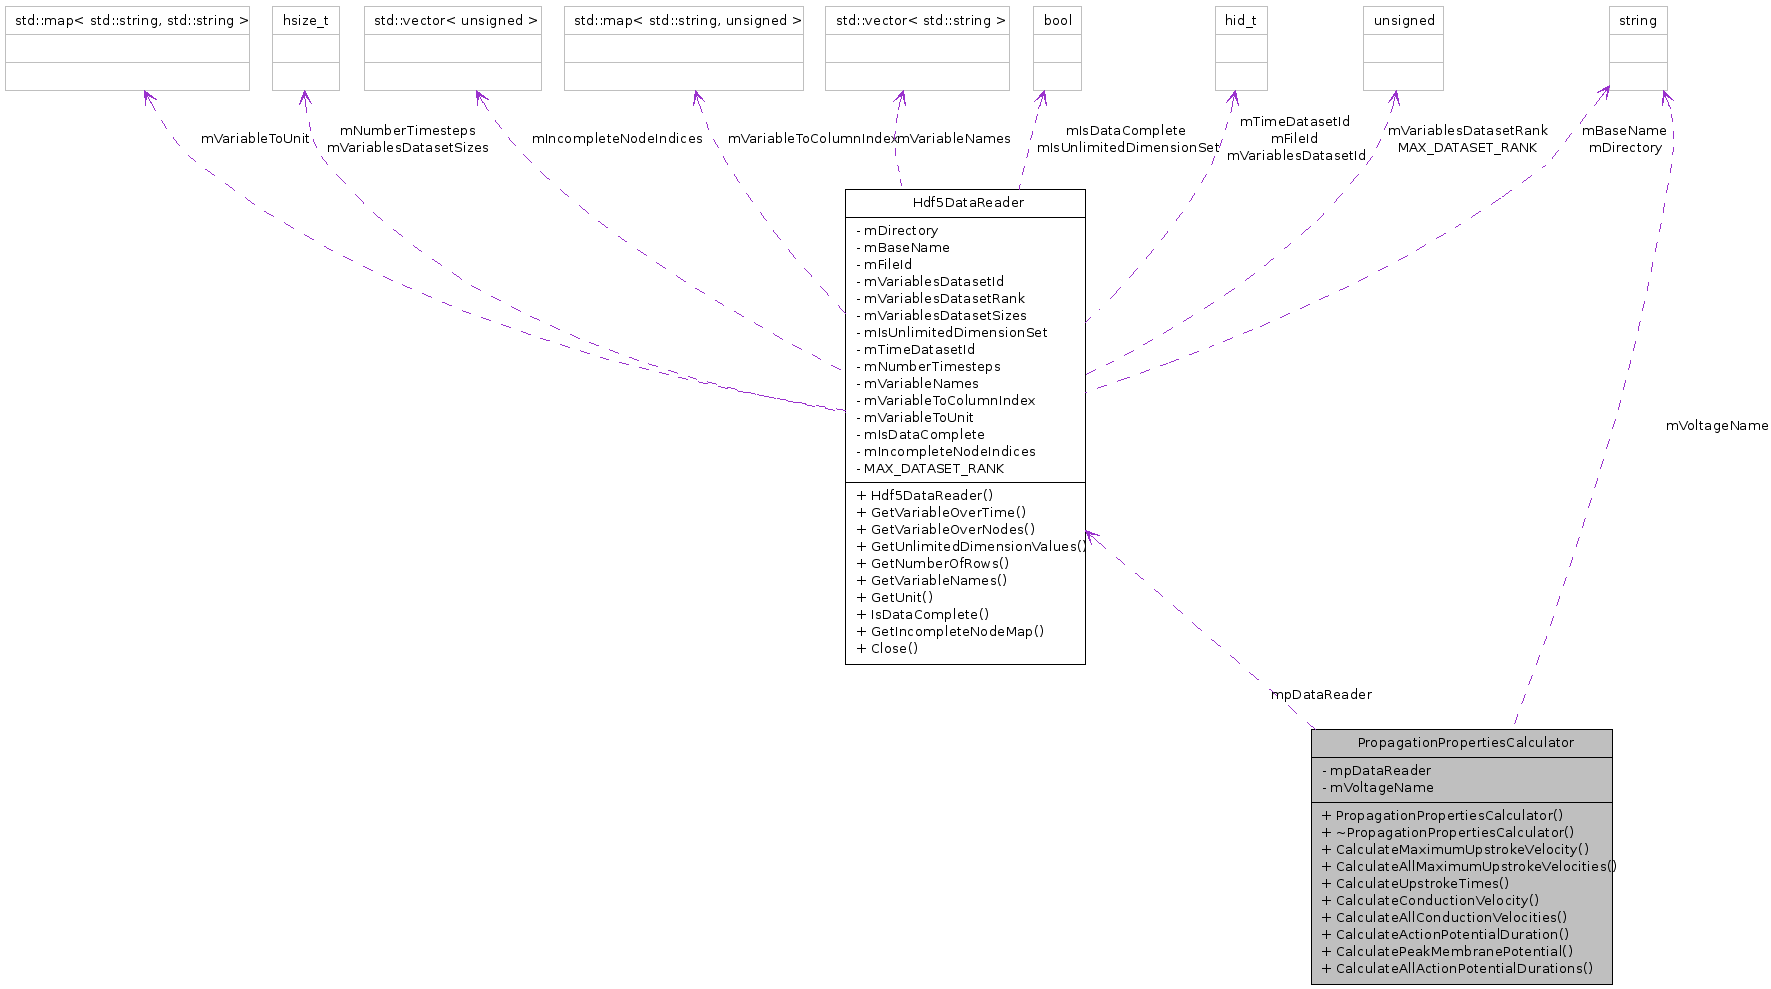 std::map< std::string, std::string >
hsize_t
std::vector< unsigned >
std::map< std::string, unsigned >
std::vector< std::string >
bool
hid_t
unsigned
string
mVariableToUnit
mNumberTimesteps
mVariablesDatasetSizes
mIncompleteNodeIndices
mVariableToColumnIndex
mVariableNames
mIsDataComplete
mIsUnlimitedDimensionSet
mTimeDatasetId
mFileId
mVariablesDatasetId
mVariablesDatasetRank
MAX_DATASET_RANK
mBaseName
mDirectory
Hdf5DataReader
- mDirectory
- mBaseName
- mFileId
- mVariablesDatasetId
- mVariablesDatasetRank
- mVariablesDatasetSizes
- mIsUnlimitedDimensionSet
- mTimeDatasetId
- mNumberTimesteps
- mVariableNames
- mVariableToColumnIndex
- mVariableToUnit
- mIsDataComplete
- mIncompleteNodeIndices
- MAX_DATASET_RANK
+ Hdf5DataReader()
+ GetVariableOverTime()
+ GetVariableOverNodes()
+ GetUnlimitedDimensionValues()
+ GetNumberOfRows()
+ GetVariableNames()
+ GetUnit()
+ IsDataComplete()
+ GetIncompleteNodeMap()
+ Close()
mVoltageName
mpDataReader
PropagationPropertiesCalculator
- mpDataReader
- mVoltageName
+ PropagationPropertiesCalculator()
+ ~PropagationPropertiesCalculator()
+ CalculateMaximumUpstrokeVelocity()
+ CalculateAllMaximumUpstrokeVelocities()
+ CalculateUpstrokeTimes()
+ CalculateConductionVelocity()
+ CalculateAllConductionVelocities()
+ CalculateActionPotentialDuration()
+ CalculatePeakMembranePotential()
+ CalculateAllActionPotentialDurations()